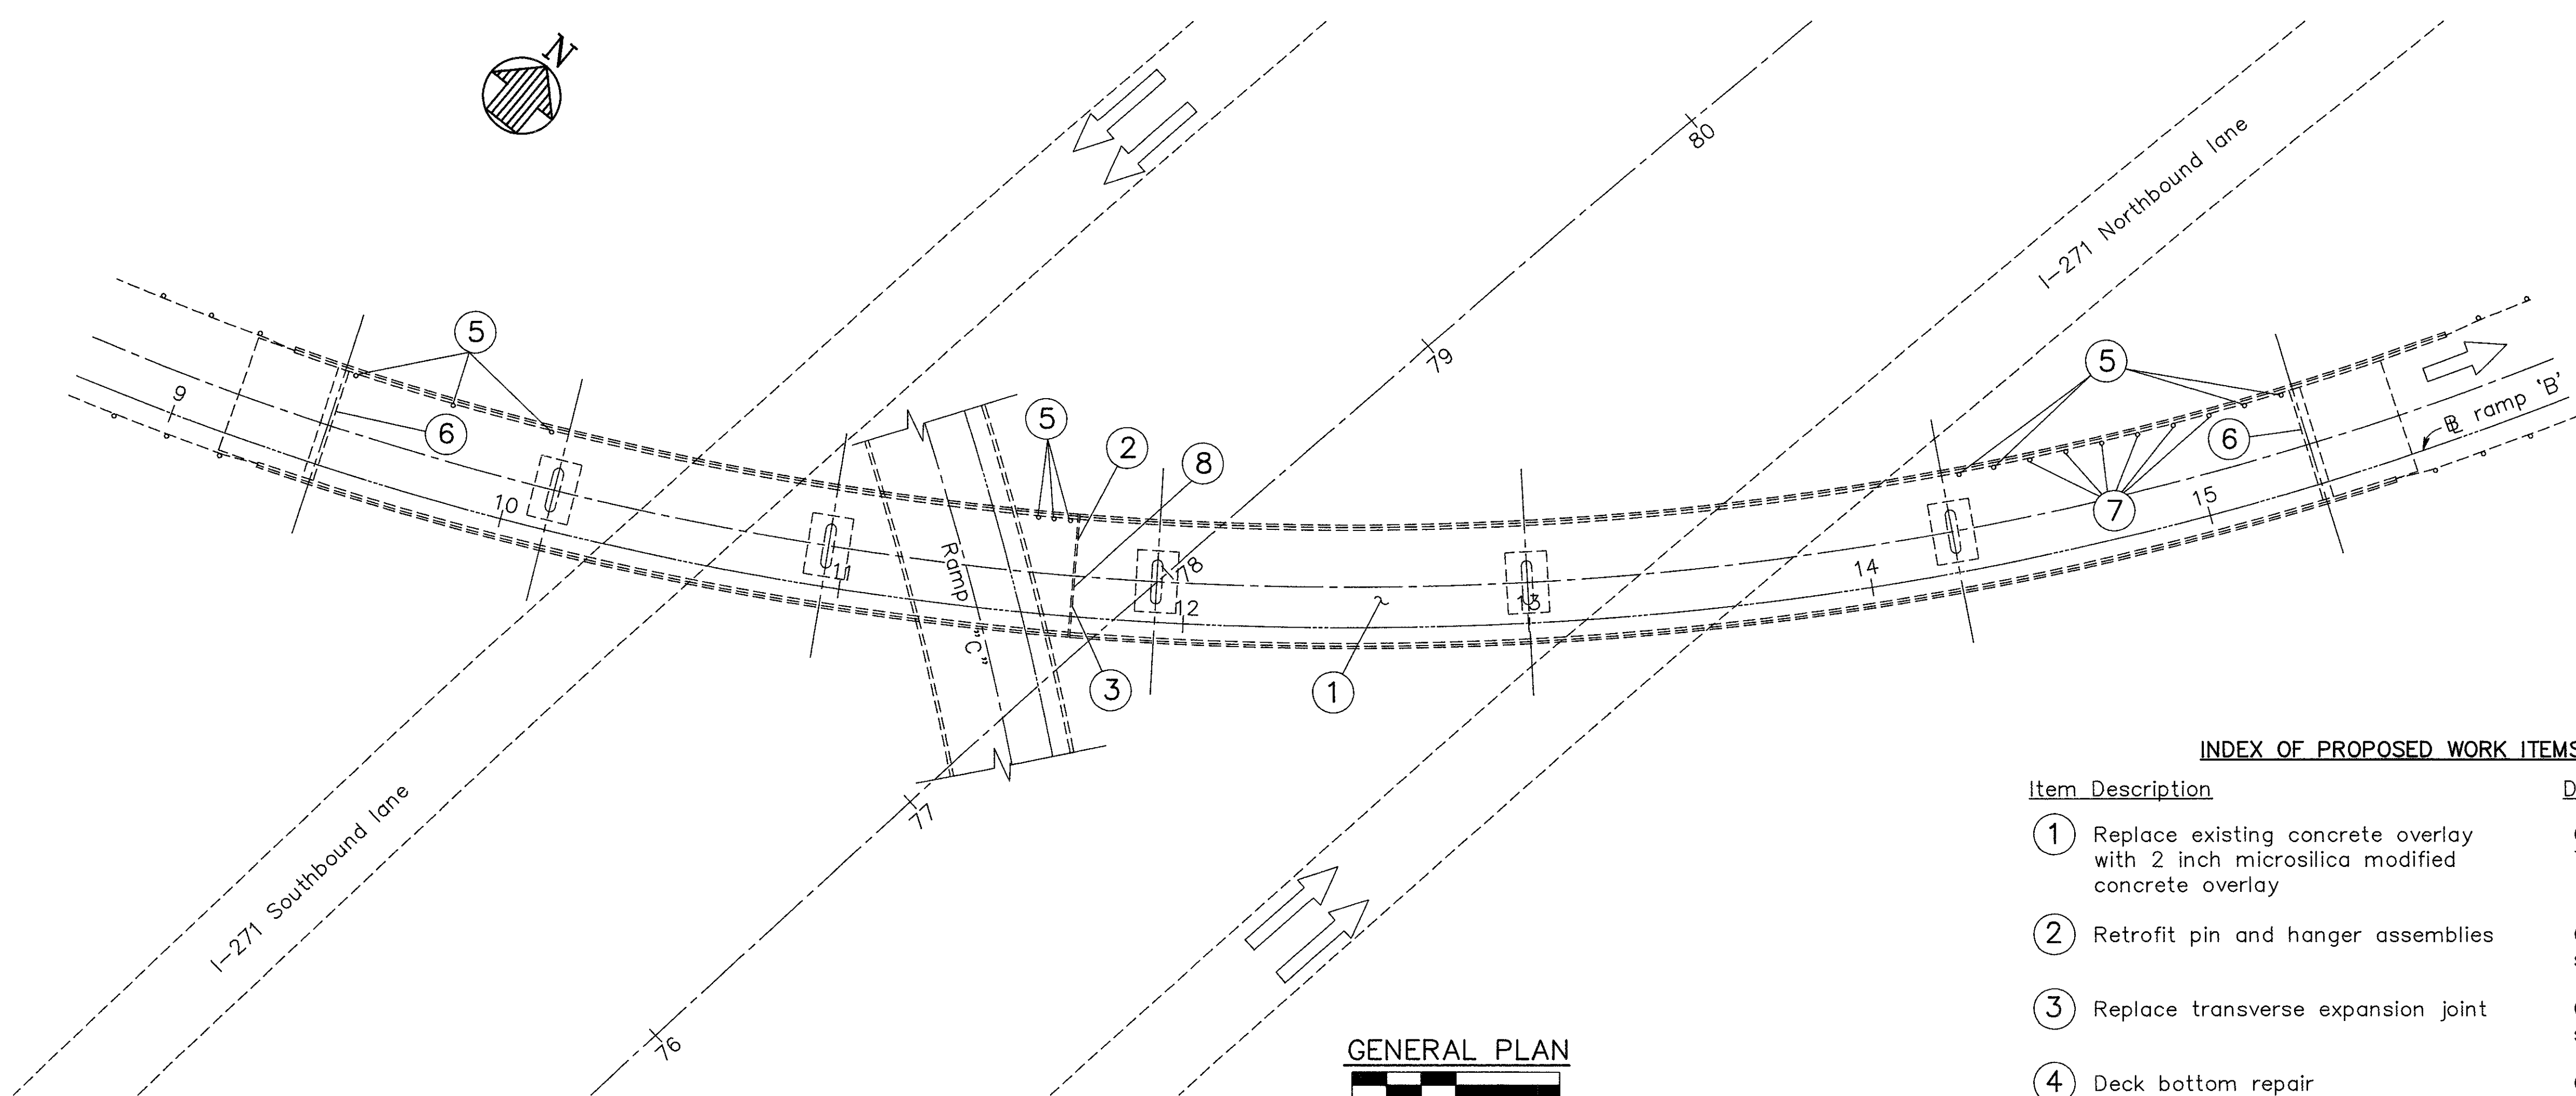 N
80
I-271 Northbound lane
79
5
5
5
6
2
8
6
9
℄ ramp 'B'
10
7
15
11
Ramp "C"
78
12
13
14
3
1
77
76
I-271 Southbound lane
GENERAL PLAN
INDEX OF PROPOSED WORK ITEMS
Item Description
1 Replace existing concrete overlay
with 2 inch microsilica modified
concrete overlay
2 Retrofit pin and hanger assemblies
3 Replace transverse expansion joint
4 Deck bottom repair